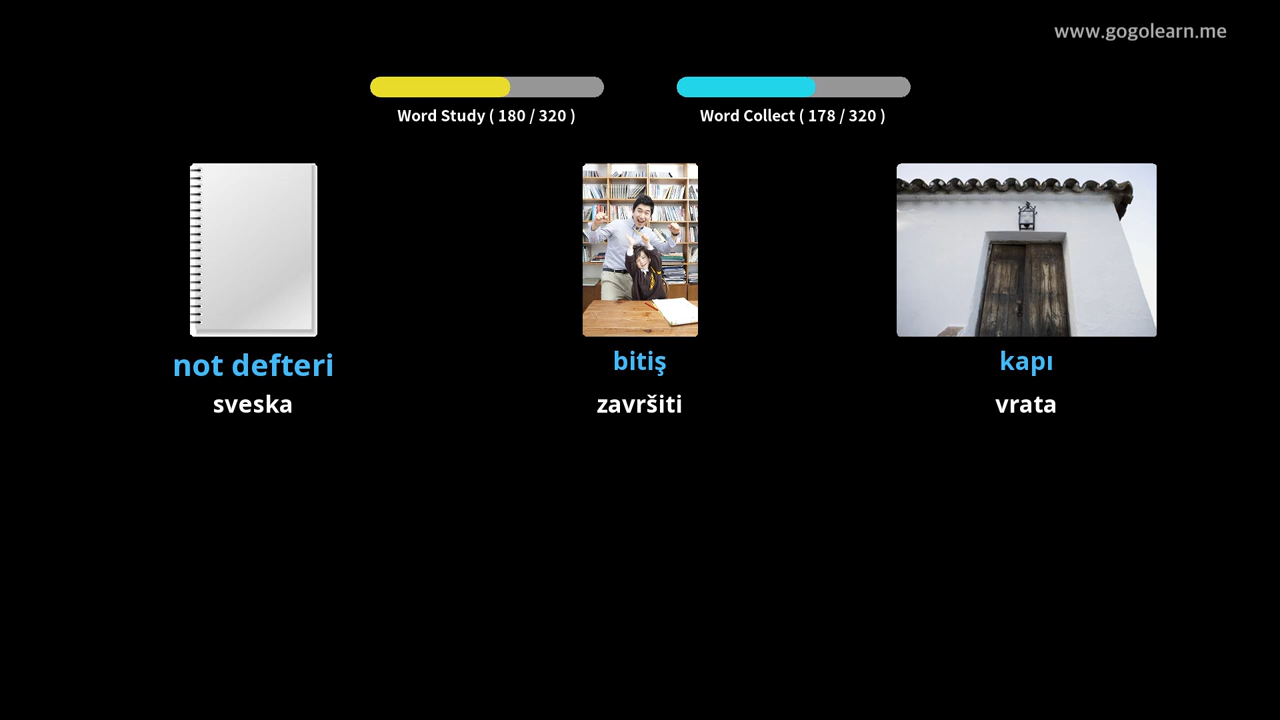 www.gogolearn.me
Word Study ( 180 / 320 )
Word Collect ( 178 / 320 )
not defteri
bitiş
kapı
sveska
završiti
vrata